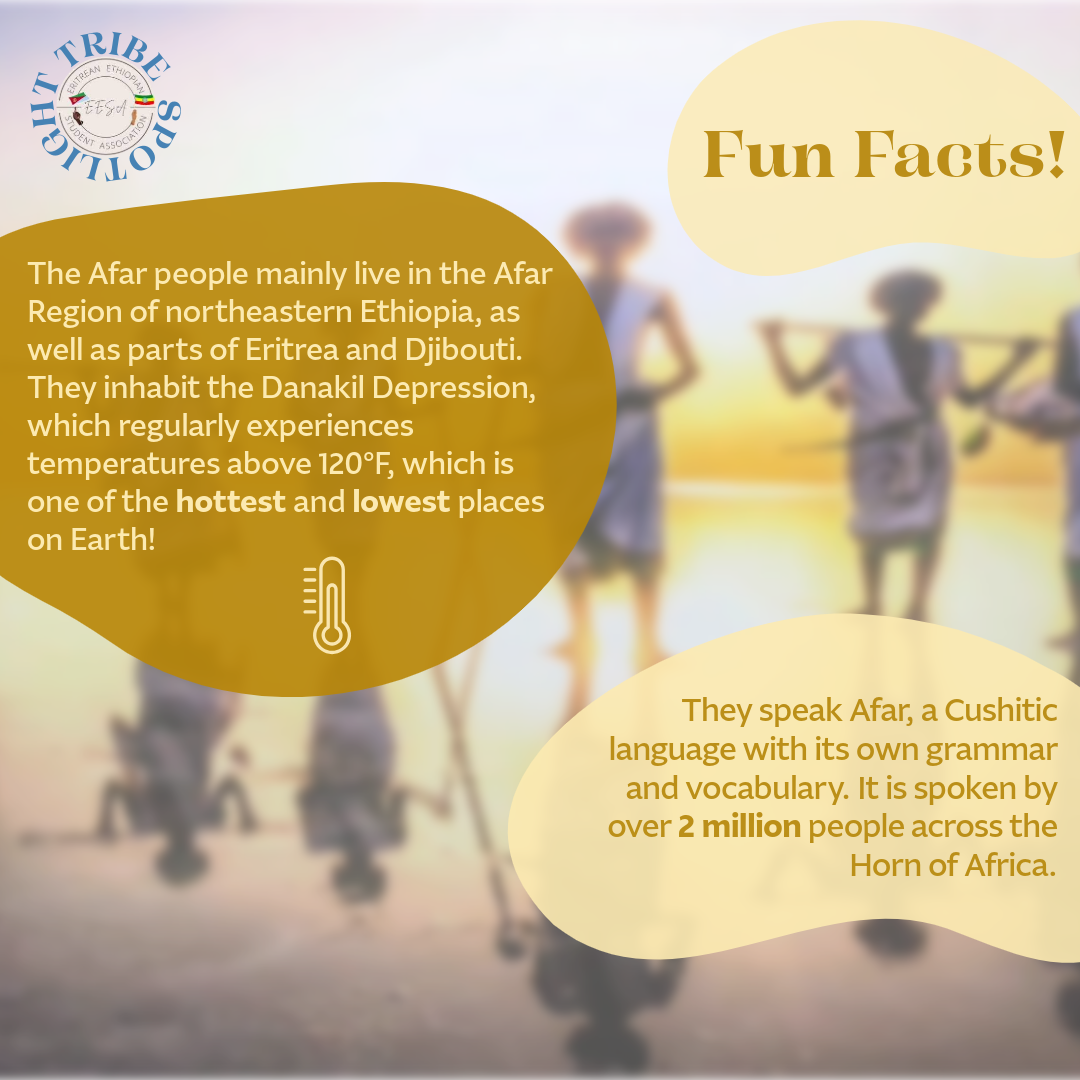 TRIBE SPOTLIGHT
ERITREAN ETHIOPIAN
EESA
STUDENT ASSOCIATION
Fun Facts!
The Afar people mainly live in the Afar
Region of northeastern Ethiopia, as
well as parts of Eritrea and Djibouti.
They inhabit the Danakil Depression,
which regularly experiences
temperatures above 120°F, which is
one of the hottest and lowest places
on Earth!
They speak Afar, a Cushitic
language with its own grammar
and vocabulary. It is spoken by
over 2 million people across the
Horn of Africa.